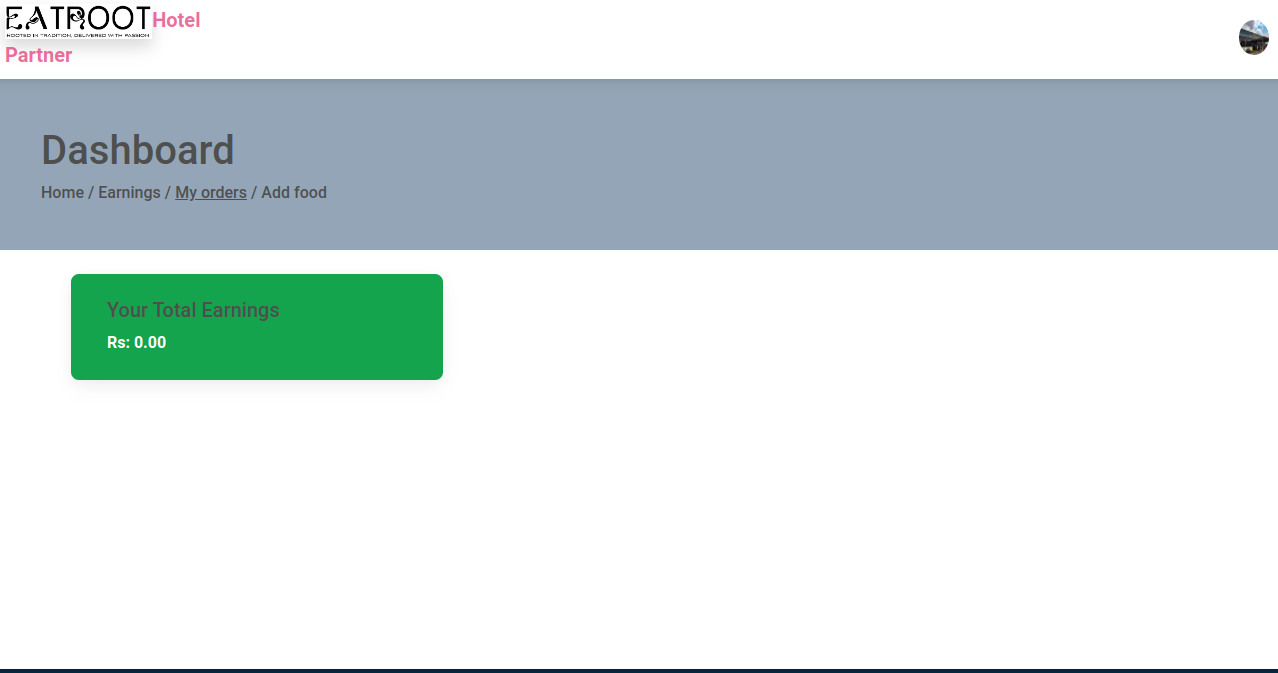 EATROOT Hotel
ROOTED IN TRADITION, DELIVERED WITH PASSION
Partner
Dashboard
Home / Earnings / My orders / Add food
Your Total Earnings
Rs: 0.00